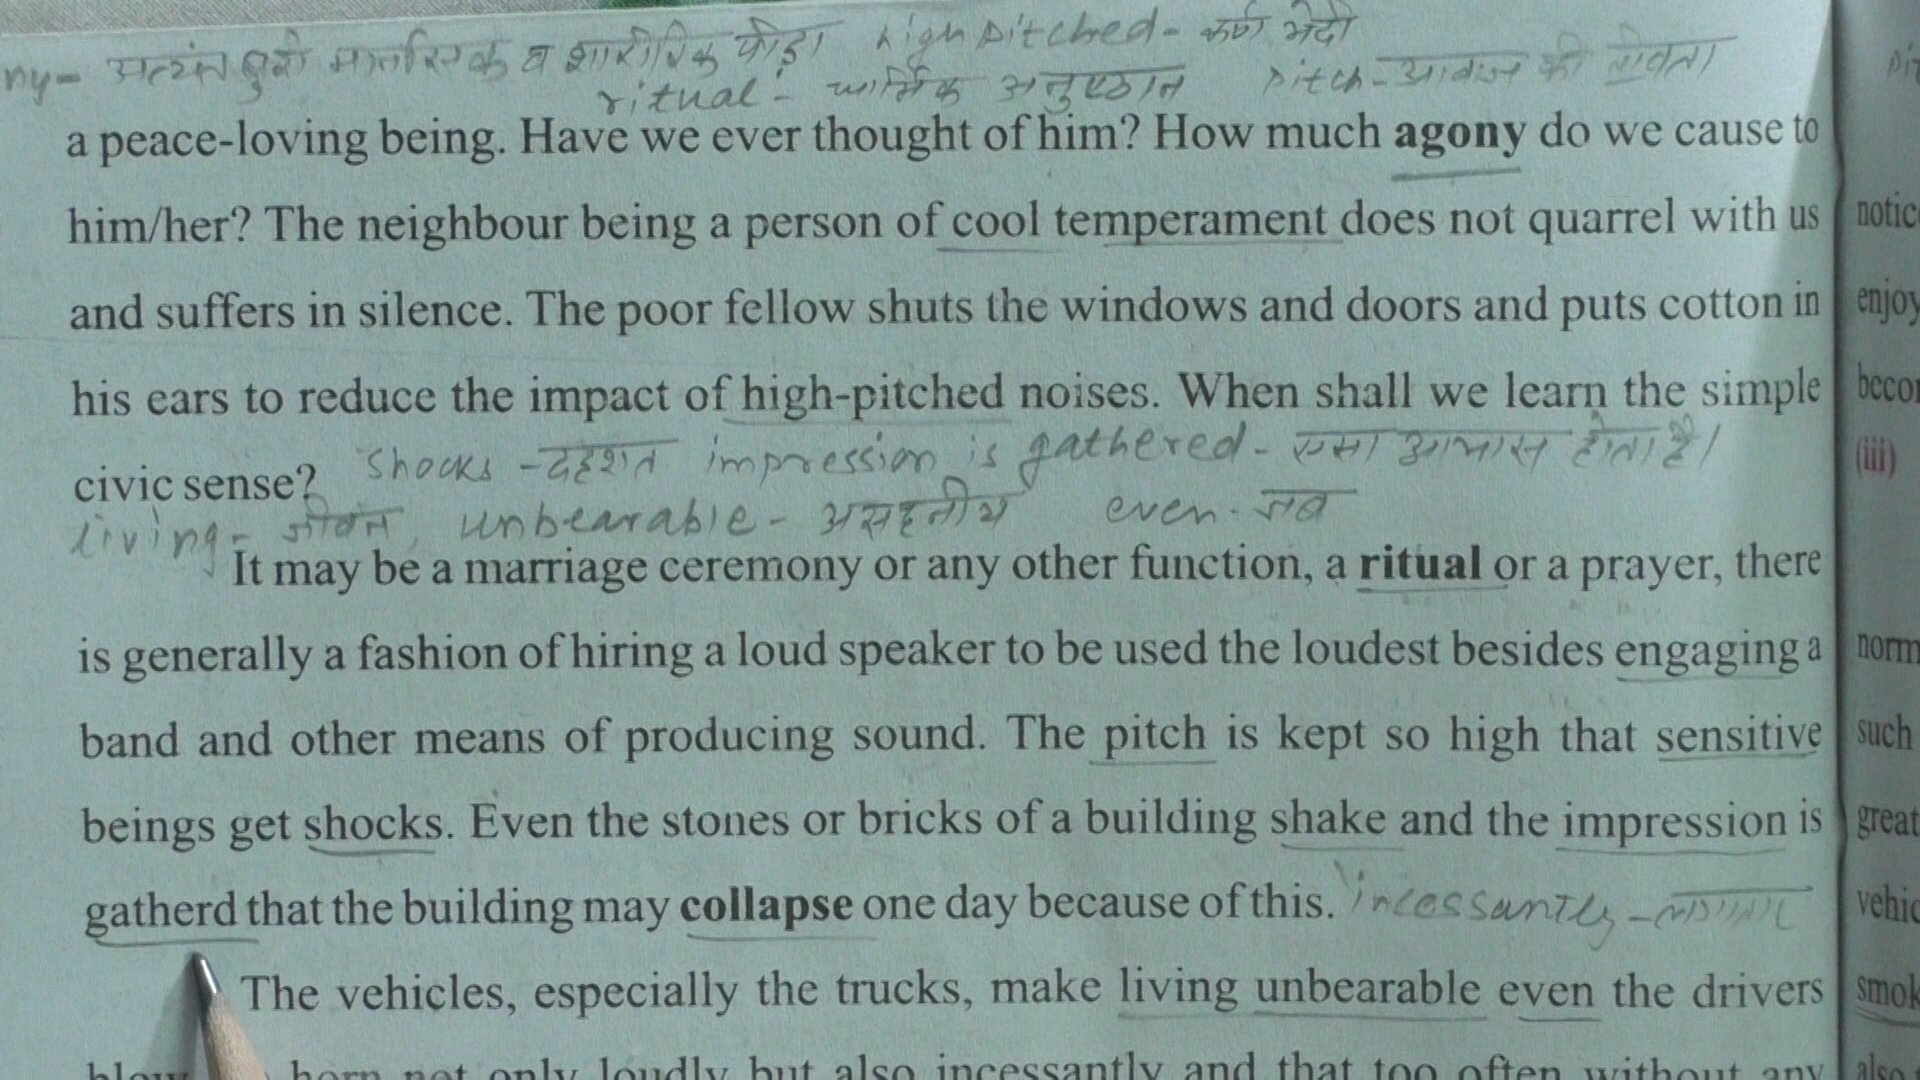 ny- अत्यंत बुरी मानसिक व शारीरिक पीड़ा high pitched- कर्ण भेदी
ritual- धार्मिक अनुष्ठान pitch- आवाज की तीव्रता
a peace-loving being. Have we ever thought of him? How much agony do we cause to
him/her? The neighbour being a person of cool temperament does not quarrel with us
and suffers in silence. The poor fellow shuts the windows and doors and puts cotton in
his ears to reduce the impact of high-pitched noises. When shall we learn the simple
civic sense? shocks -दहशत impression is gathered- एसा आभास होता है।
living- जीवन, unbearable- असहनीय even- जब
It may be a marriage ceremony or any other function, a ritual or a prayer, there
is generally a fashion of hiring a loud speaker to be used the loudest besides engaging a
band and other means of producing sound. The pitch is kept so high that sensitive
beings get shocks. Even the stones or bricks of a building shake and the impression is
gatherd that the building may collapse one day because of this. incessantly - लगातार
The vehicles, especially the trucks, make living unbearable even the drivers
horn not only loudly but also incessantly and that too often without any
notic
enjoy
becor
(iii)
norm
such
great
vehic
smok
also